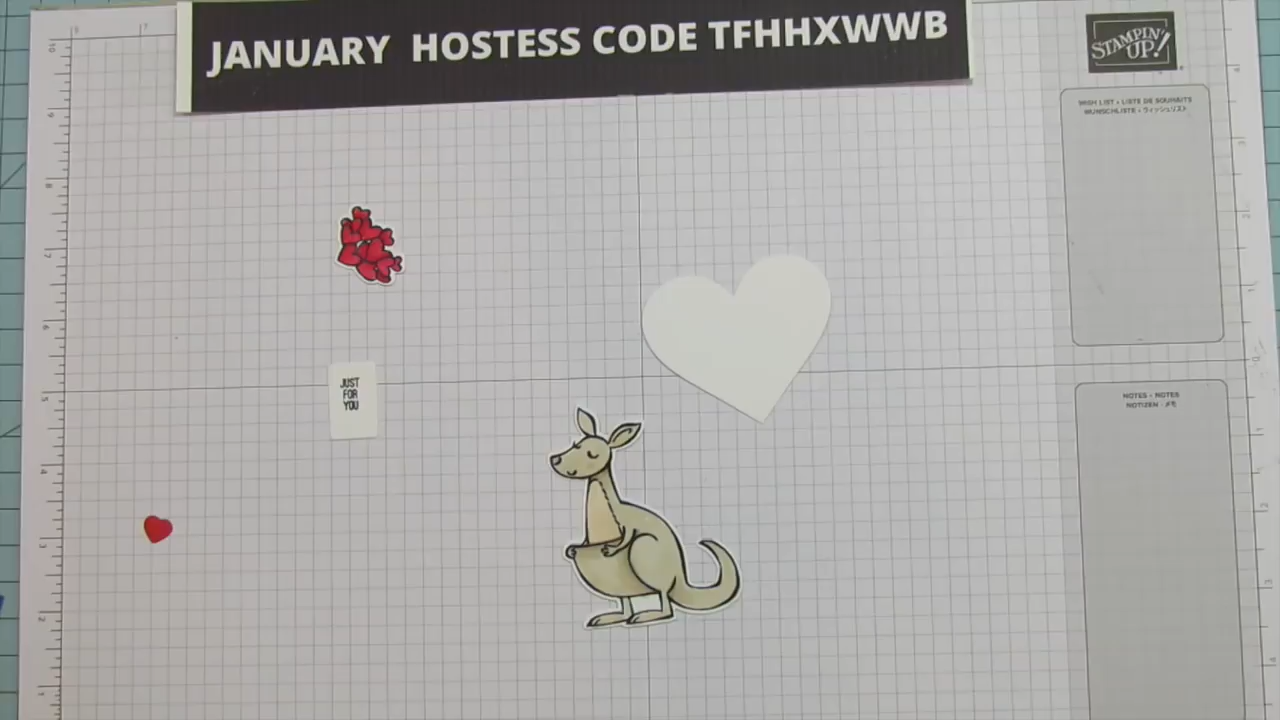 JANUARY HOSTESS CODE TFHHXWWB
STAMPIN' UP!
WISH LIST • LISTE DE SOUHAITS
WUNSCHLISTE • ウィッシュリスト
NOTES • NOTES
NOTIZEN • メモ
JUST
FOR
YOU